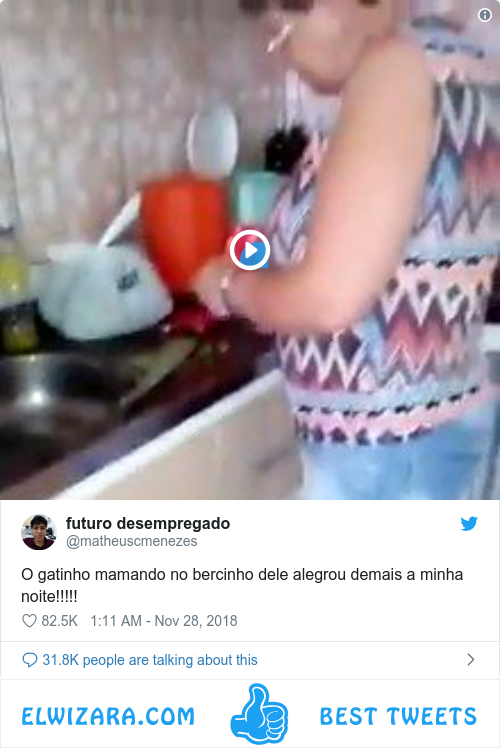 futuro desempregado
@matheuscmenezes
O gatinho mamando no bercinho dele alegrou demais a minha
noite!!!!!
82.5K 1:11 AM - Nov 28, 2018
31.8K people are talking about this
ELWIZARA.COM BEST TWEETS